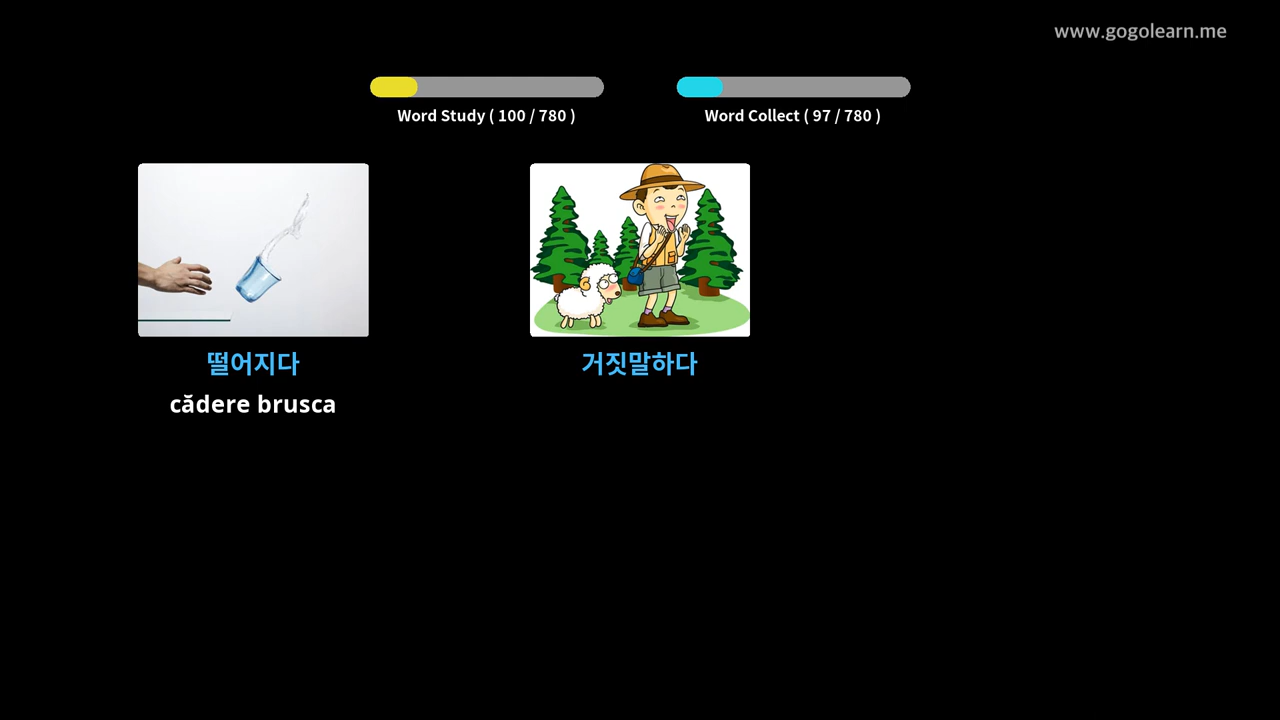 www.gogolearn.me
Word Study ( 100 / 780 )
Word Collect ( 97 / 780 )
떨어지다
cădere brusca
거짓말하다